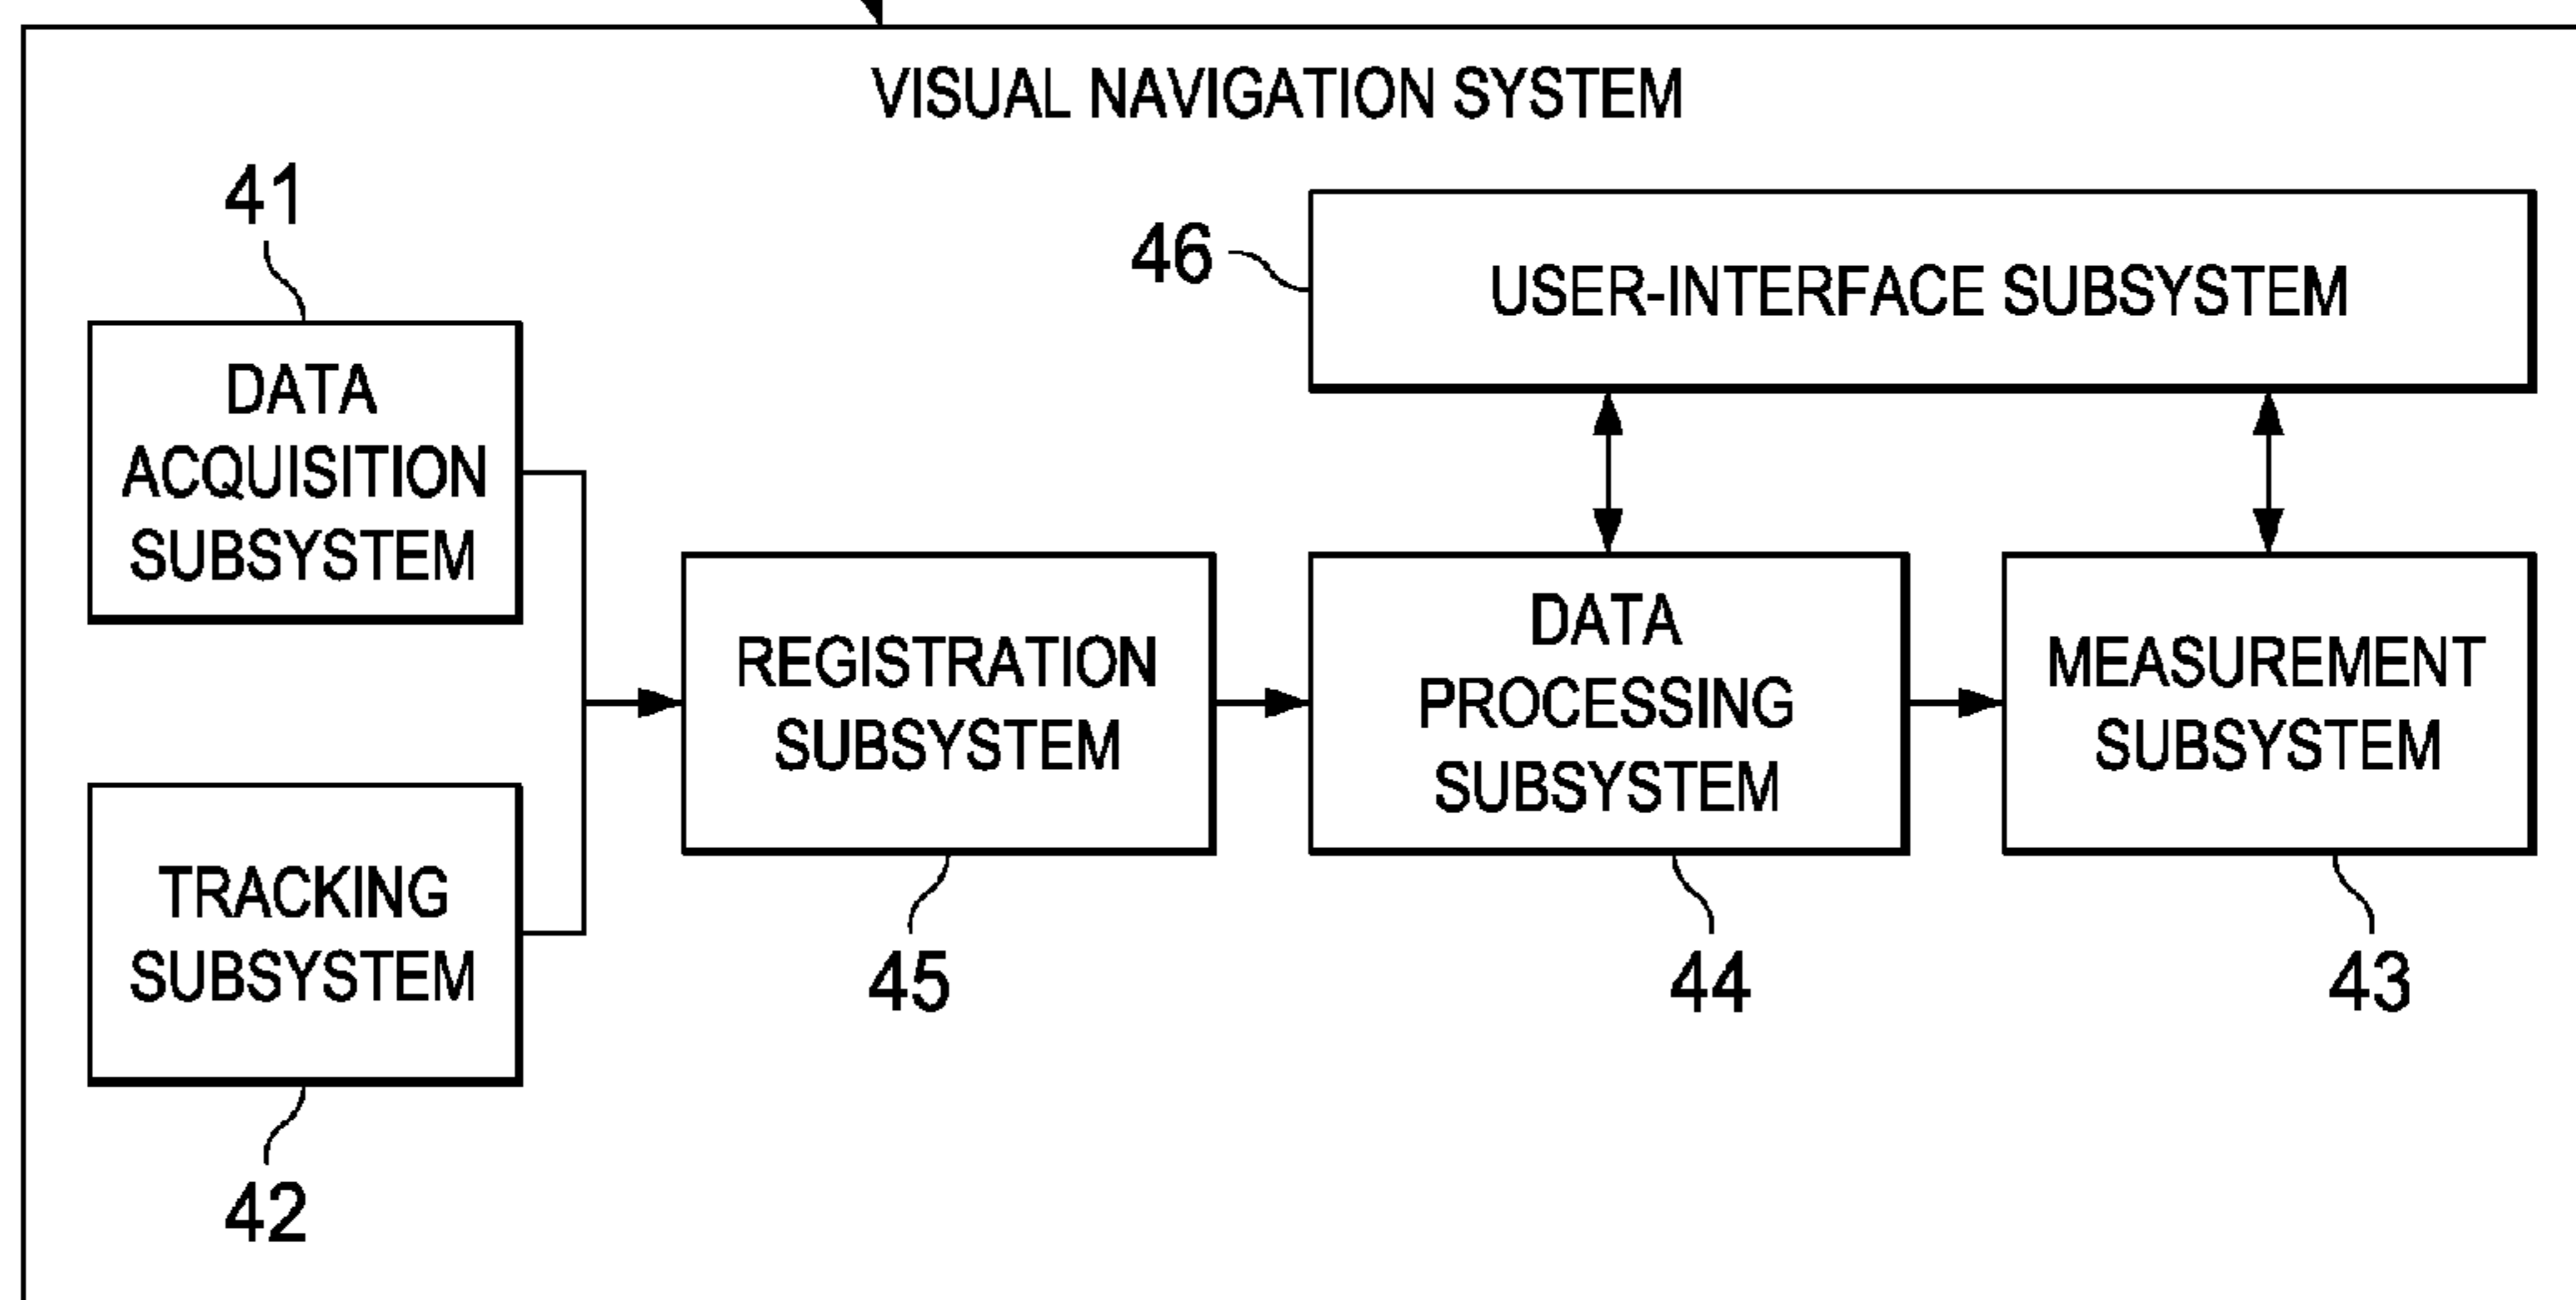 VISUAL NAVIGATION SYSTEM
41
46
USER-INTERFACE SUBSYSTEM
DATA
ACQUISITION
SUBSYSTEM
REGISTRATION
SUBSYSTEM
DATA
PROCESSING
SUBSYSTEM
MEASUREMENT
SUBSYSTEM
TRACKING
SUBSYSTEM
45
44
43
42